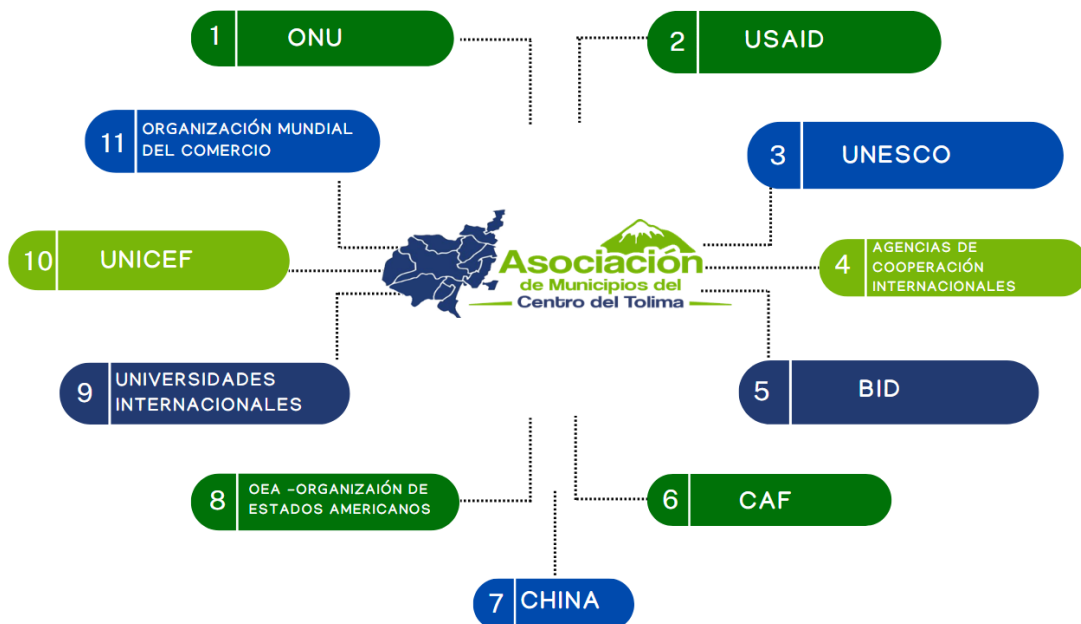 1 ONU
2 USAID
11 ORGANIZACIÓN MUNDIAL
DEL COMERCIO
3 UNESCO
10 UNICEF
Asociación
de Municipios del
Centro del Tolima
4 AGENCIAS DE
COOPERACIÓN
INTERNACIONALES
9 UNIVERSIDADES
INTERNACIONALES
5 BID
8 OEA -ORGANIZAIÓN DE
ESTADOS AMERICANOS
6 CAF
7 CHINA